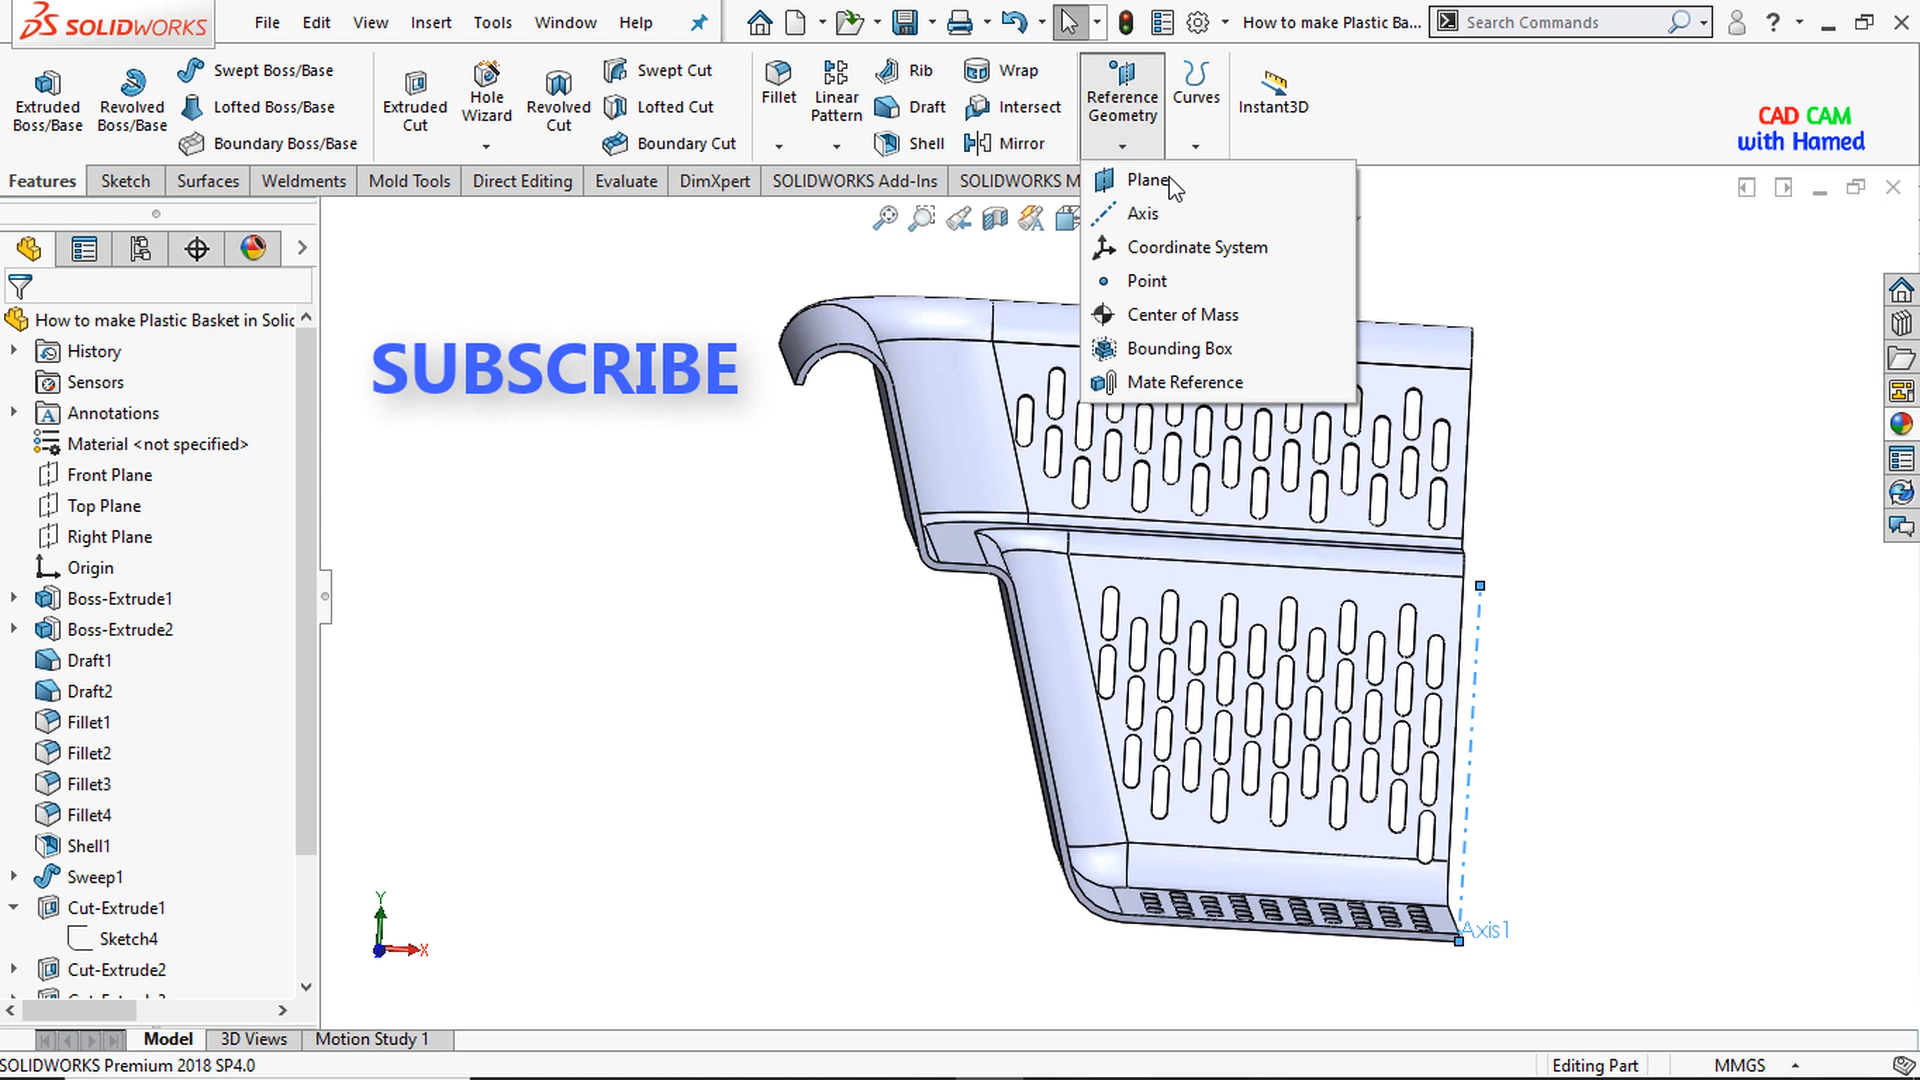 SOLIDWORKS
File Edit View Insert Tools Window Help
How to make Plastic Ba...
Search Commands
Extruded Boss/Base
Revolved Boss/Base
Swept Boss/Base
Lofted Boss/Base
Boundary Boss/Base
Extruded Cut
Hole Wizard
Revolved Cut
Swept Cut
Lofted Cut
Boundary Cut
Fillet
Linear Pattern
Rib
Draft
Shell
Wrap
Intersect
Mirror
Reference Geometry
Curves
Instant3D
CAD CAM
with Hamed
Features Sketch Surfaces Weldments Mold Tools Direct Editing Evaluate DimXpert SOLIDWORKS Add-Ins SOLIDWORKS M
Plane
Axis
Coordinate System
Point
Center of Mass
Bounding Box
Mate Reference
SUBSCRIBE
How to make Plastic Basket in Solic
History
Sensors
Annotations
Material <not specified>
Front Plane
Top Plane
Right Plane
Origin
Boss-Extrude1
Boss-Extrude2
Draft1
Draft2
Fillet1
Fillet2
Fillet3
Fillet4
Shell1
Sweep1
Cut-Extrude1
Sketch4
Cut-Extrude2
Y
X
Axis1
Model 3D Views Motion Study 1
SOLIDWORKS Premium 2018 SP4.0
Editing Part
MMGS